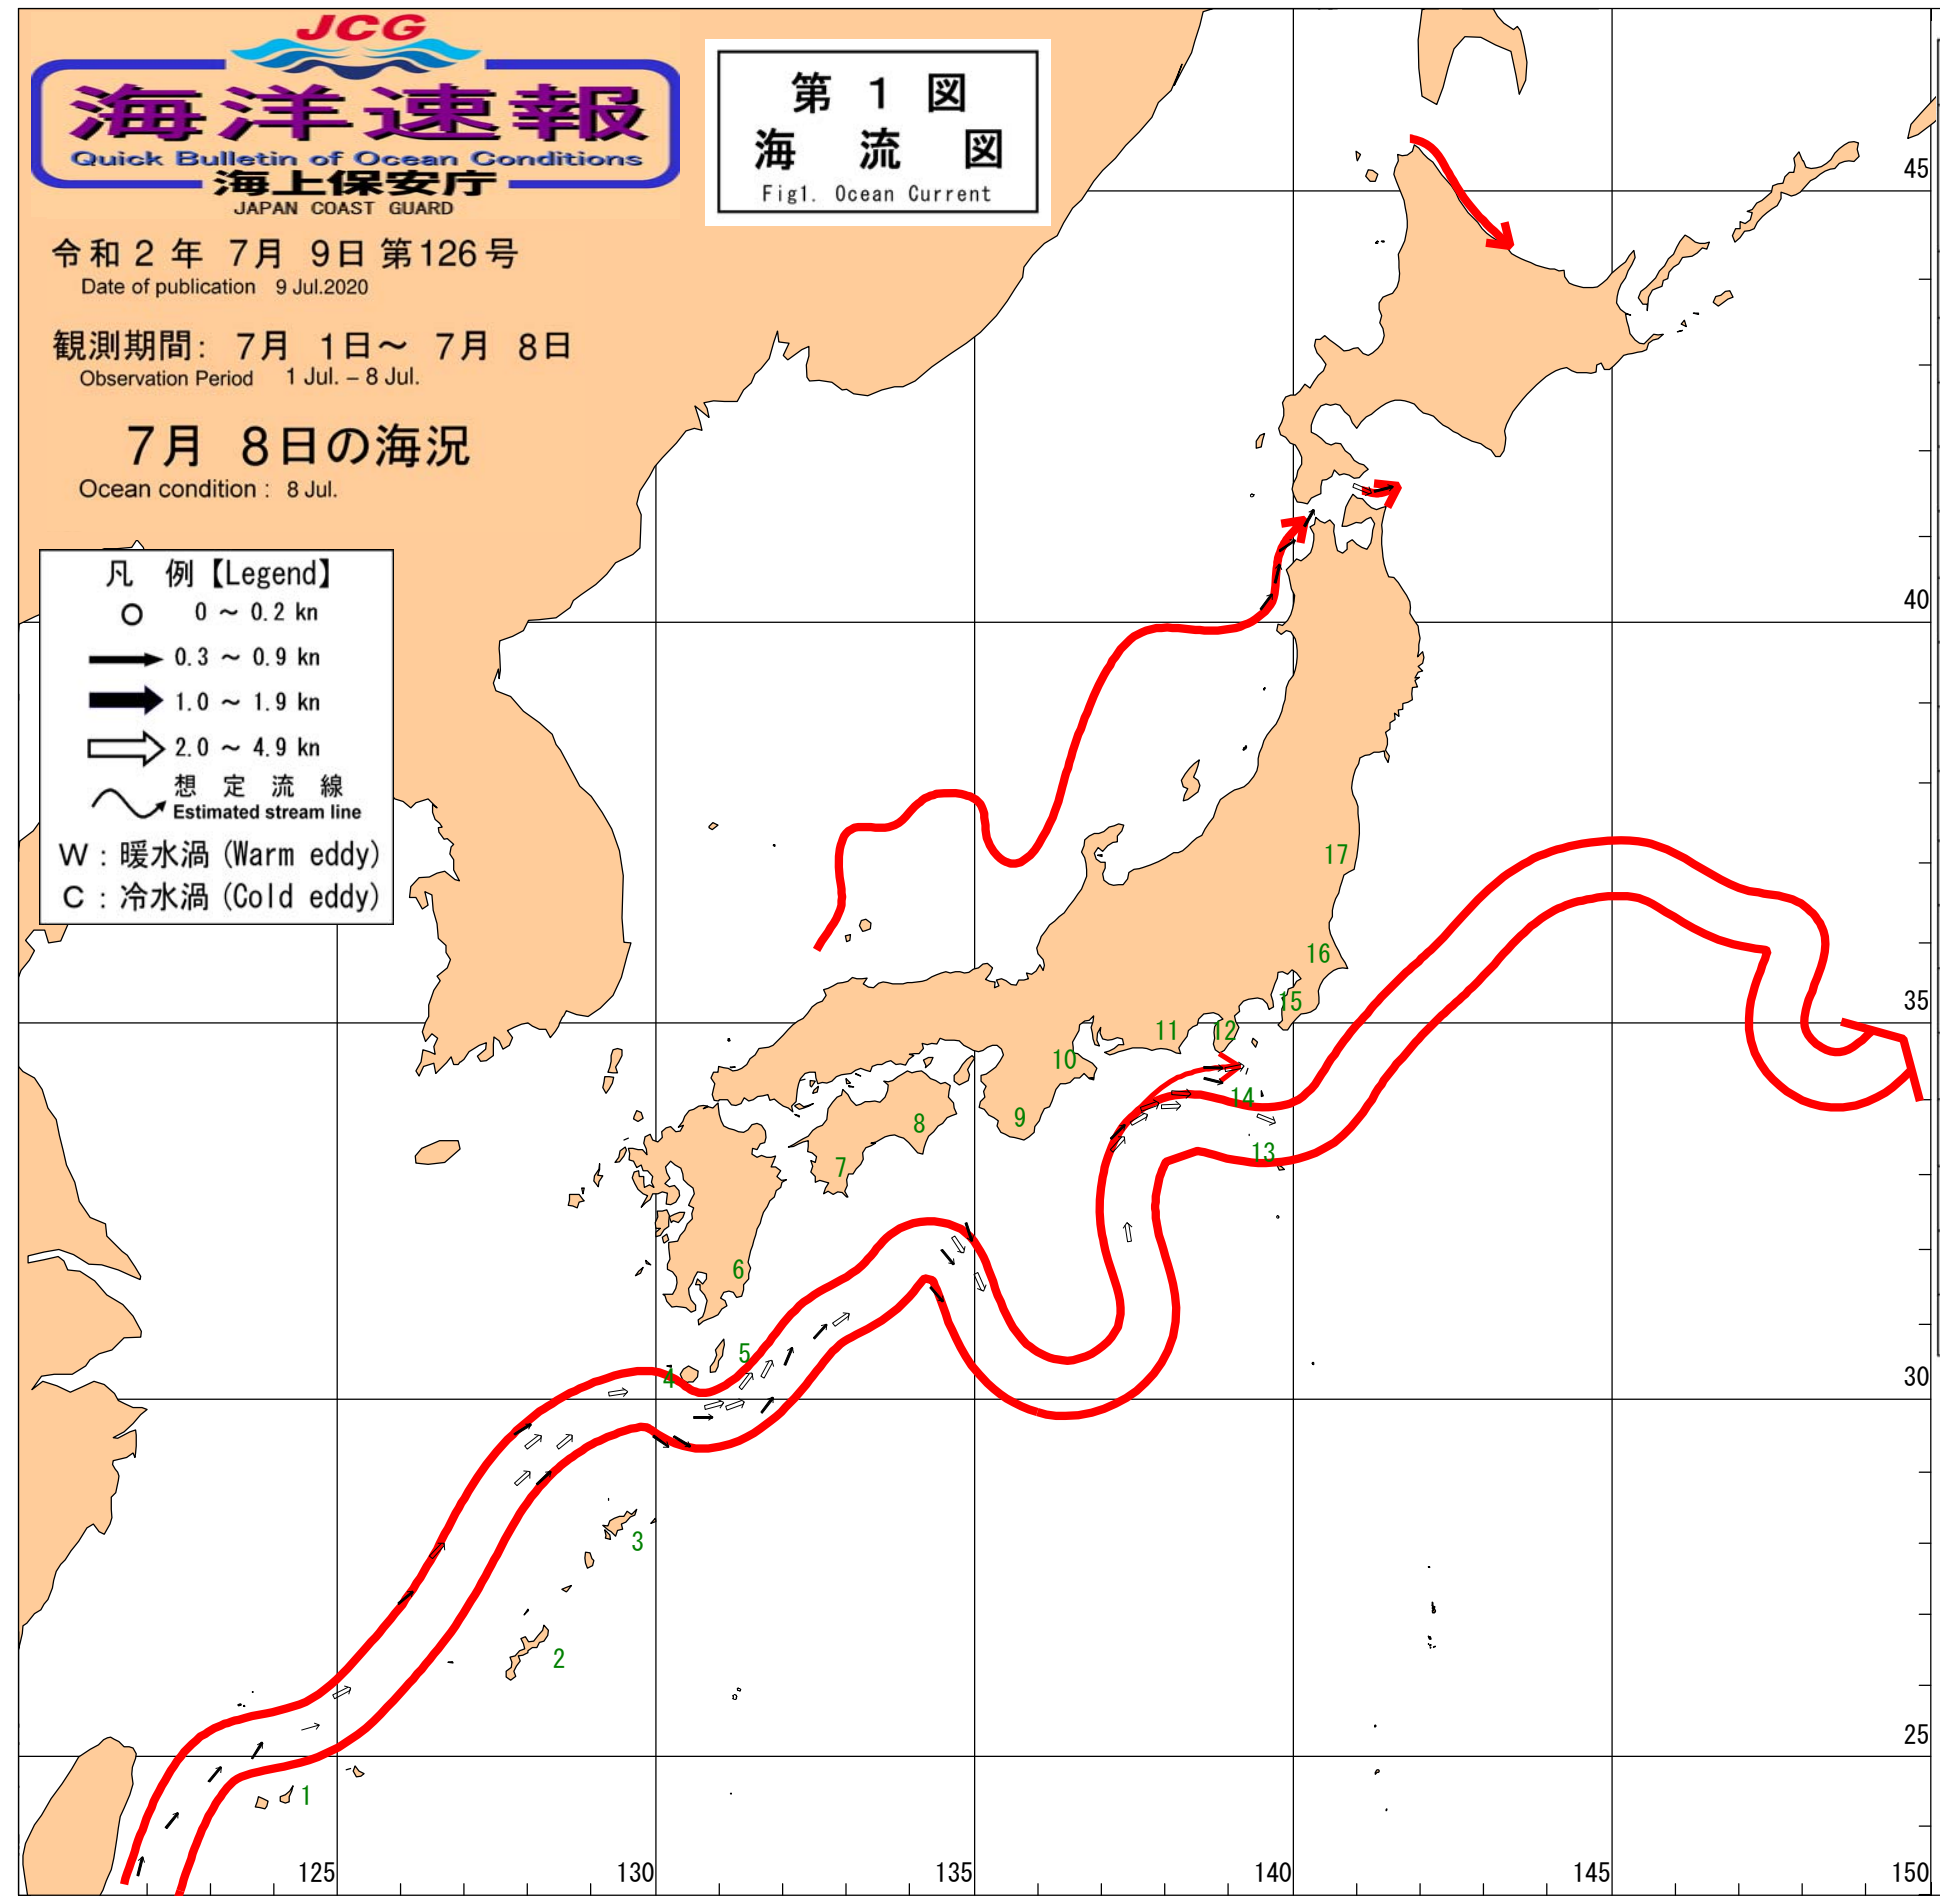 JCG
海洋速報
Quick Bulletin of Ocean Conditions
海上保安庁
JAPAN COAST GUARD
第 1 図
海 流 図
Fig1. Ocean Current
令和 2 年 7月 9日 第126号
Date of publication 9 Jul.2020
観測期間: 7月 1日～ 7月 8日
Observation Period 1 Jul. – 8 Jul.
7月 8日の海況
Ocean condition : 8 Jul.
凡 例【Legend】
0 ～ 0.2 kn
0.3 ～ 0.9 kn
1.0 ～ 1.9 kn
2.0 ～ 4.9 kn
想 定 流 線
Estimated stream line
W : 暖水渦 (Warm eddy)
C : 冷水渦 (Cold eddy)
45
40
17
16
35
15
12
11
10
14
9
8
13
7
6
5
4
30
3
2
25
1
125
130
135
140
145
150